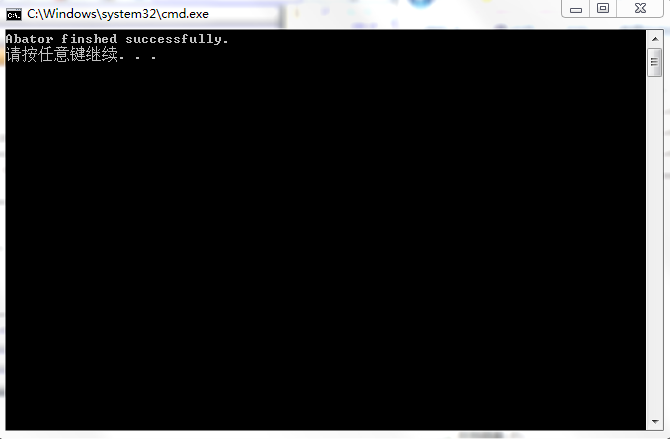 C:\Windows\system32\cmd.exe
Abator finshed successfully.
请按任意键继续. . .